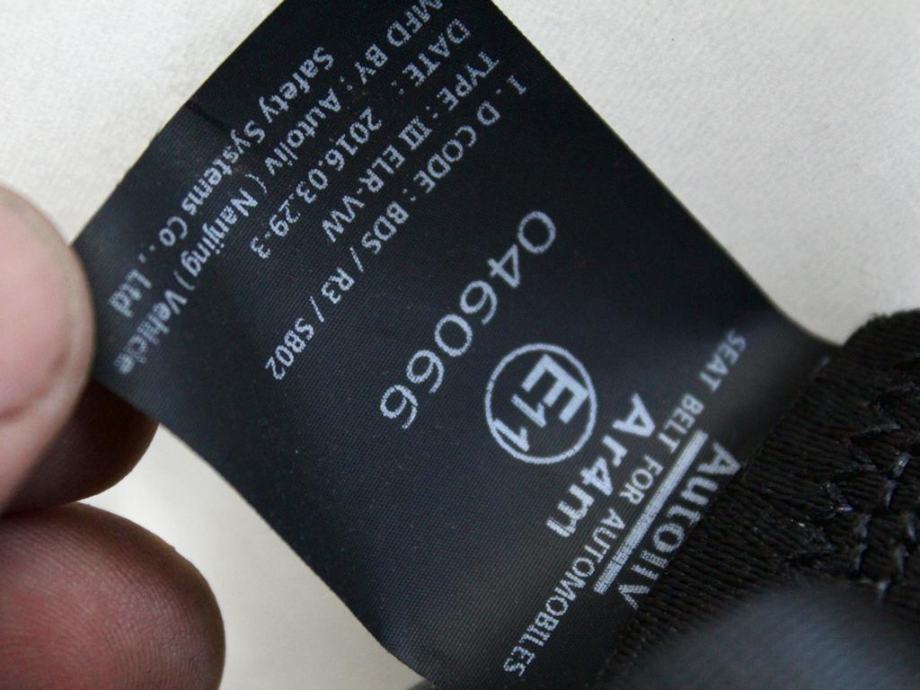 Autoliv
SEAT BELT FOR AUTOMOBILES
Ar4m
E11
046066
I. D CODE : BDS / R3 / SB02
TYPE : III ELR-VW
DATE : 2016.03.29-3
MFD BY : Autoliv ( Nanjing ) Vehicle
Safety Systems Co ., Ltd